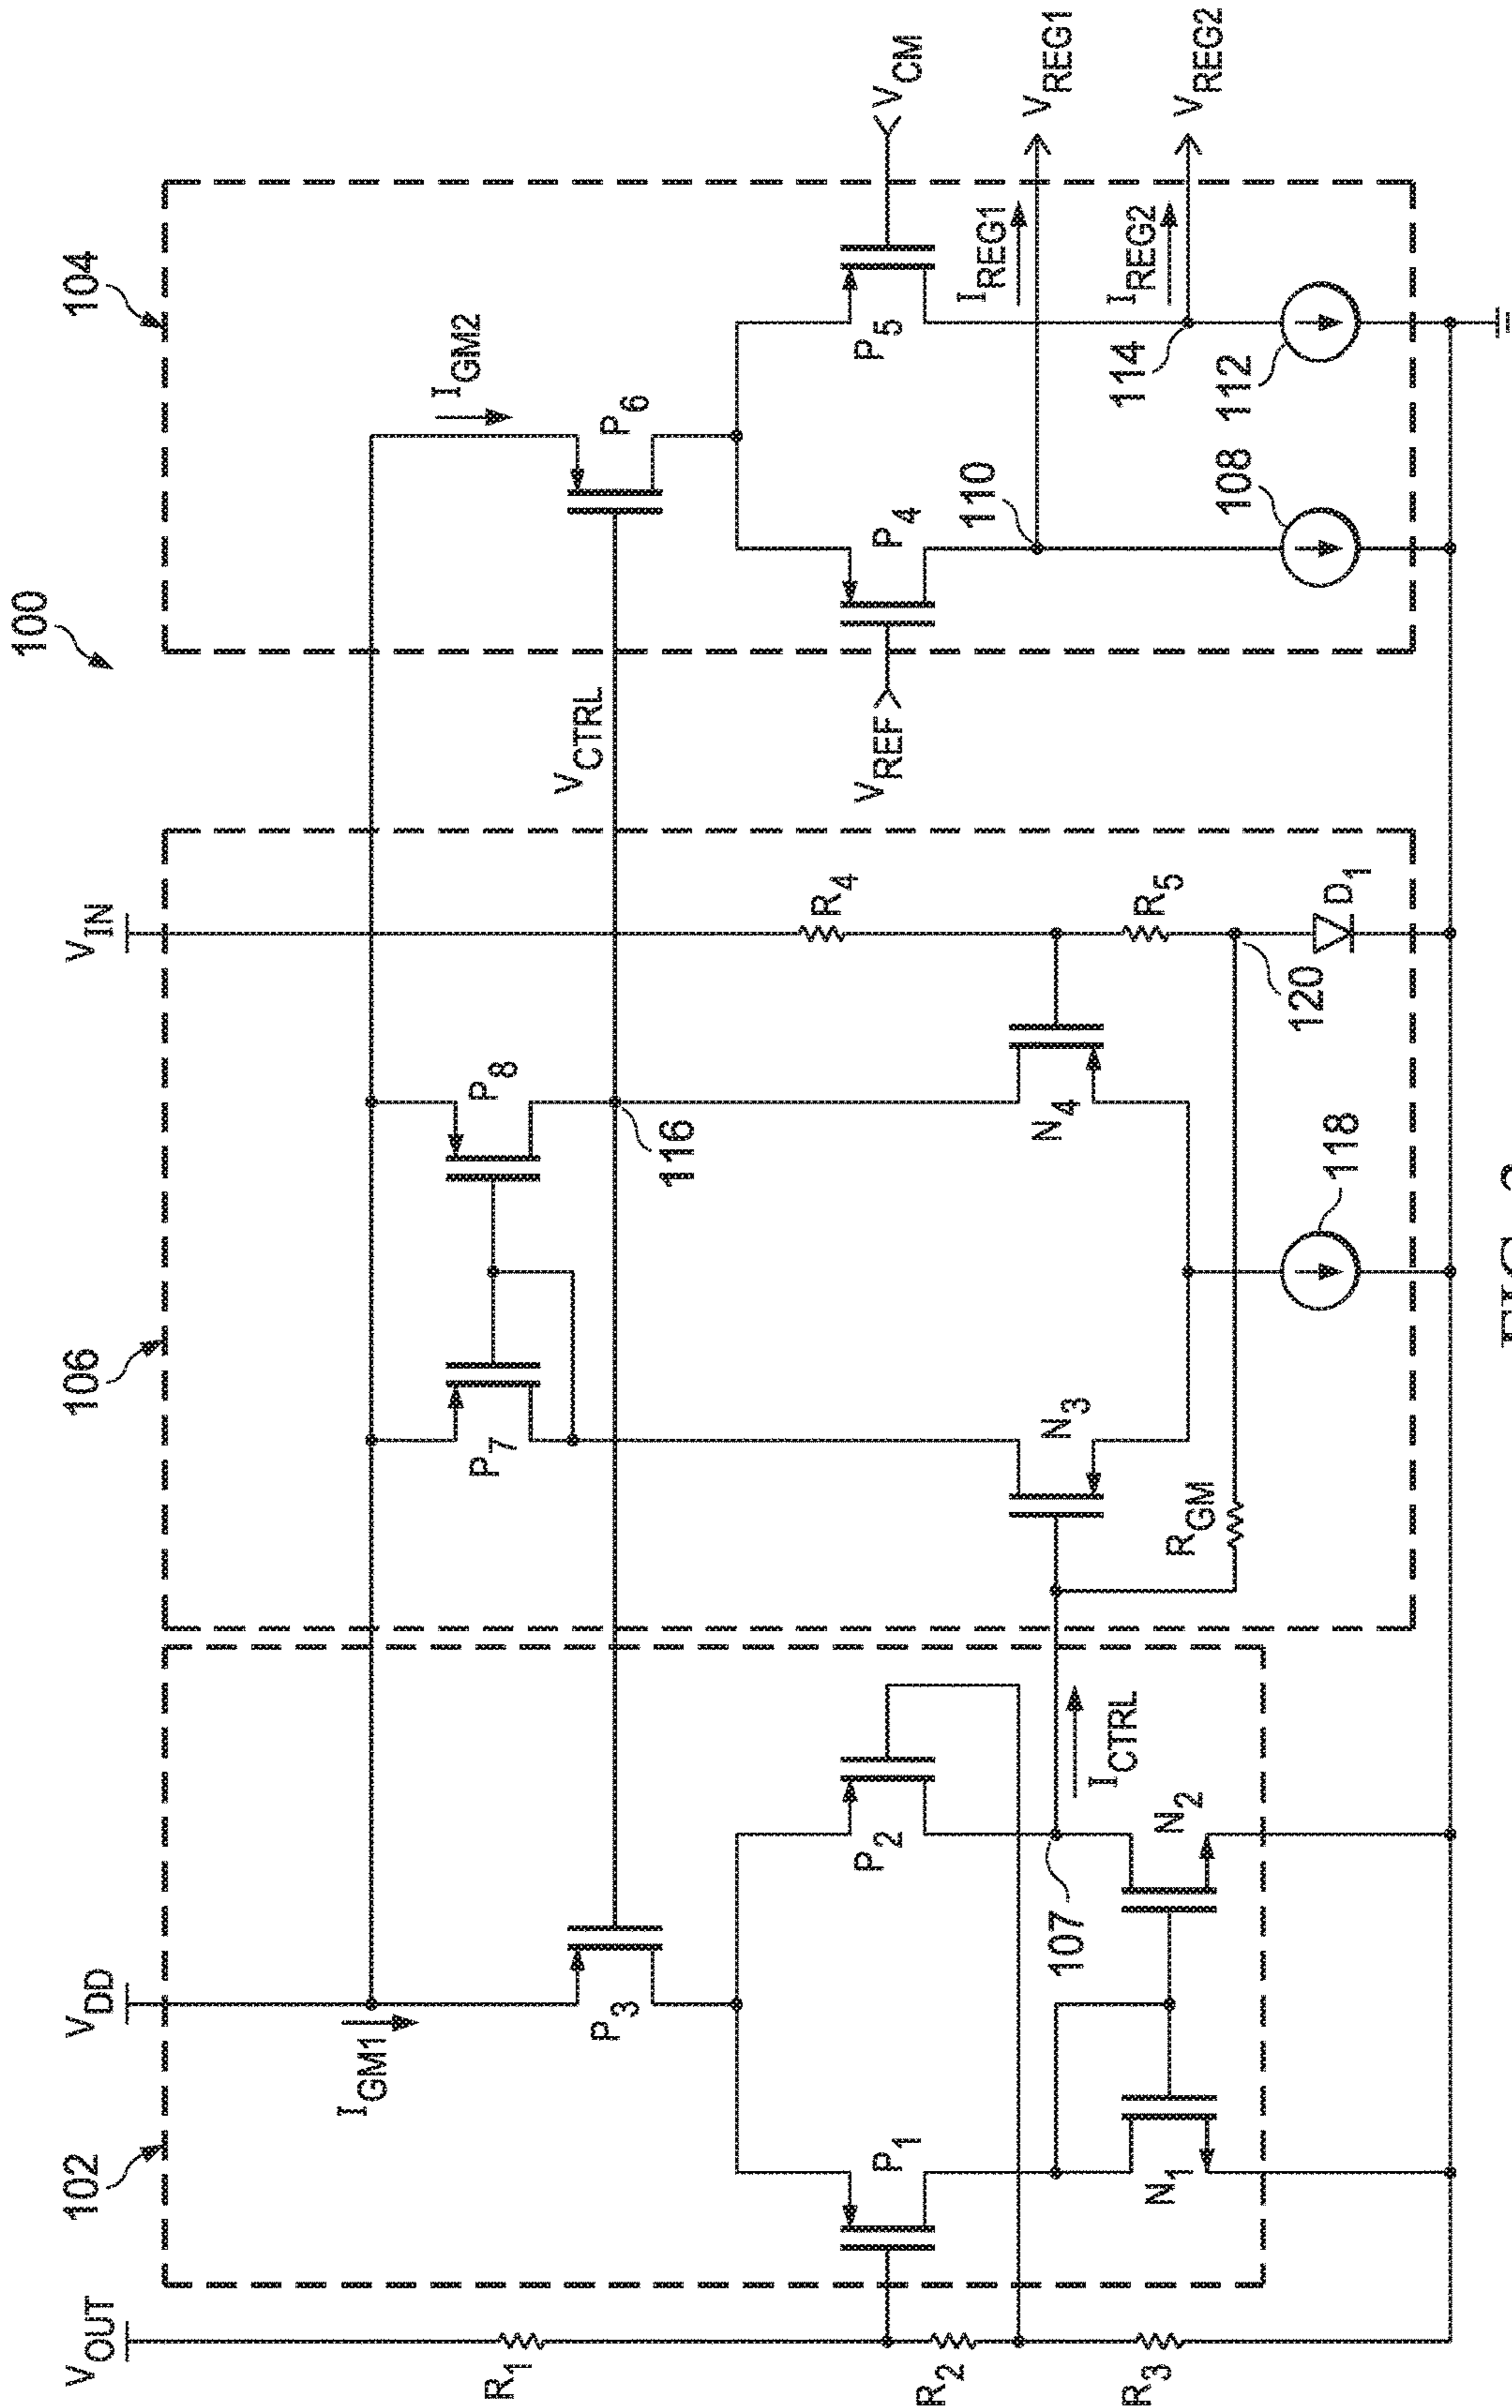 100
102
106
104
V_OUT
V_DD
V_IN
I_GM1
I_GM2
P_7
P_8
P_3
V_CTRL
P_6
116
R_1
P_1
P_2
V_REF
P_4
P_5
V_CM
R_4
I_REG1
V_REG1
110
R_2
107
I_CTRL
N_3
N_4
I_REG2
V_REG2
114
R_3
N_1
N_2
R_GM
R_5
118
120
D_1
108
112